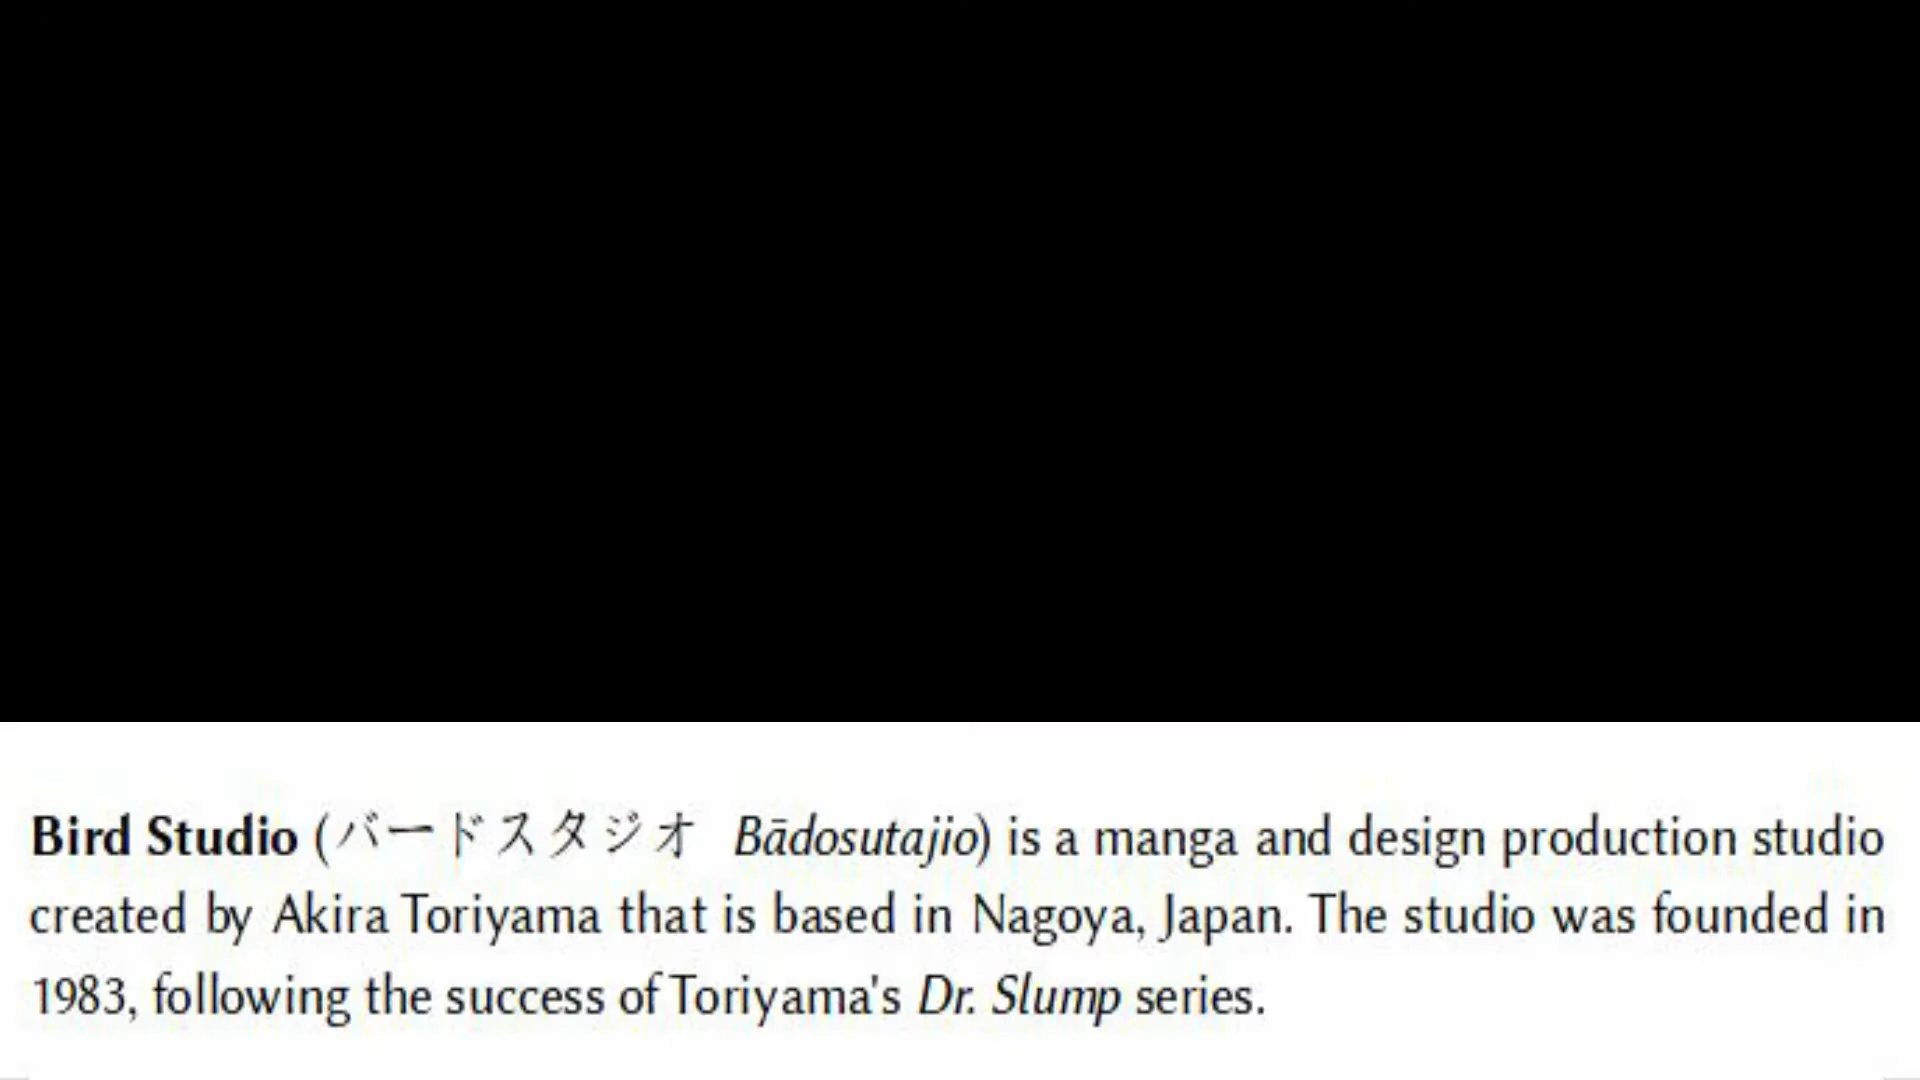 Bird Studio (バードスタジオ Bādosutajio) is a manga and design production studio
created by Akira Toriyama that is based in Nagoya, Japan. The studio was founded in
1983, following the success of Toriyama's Dr. Slump series.